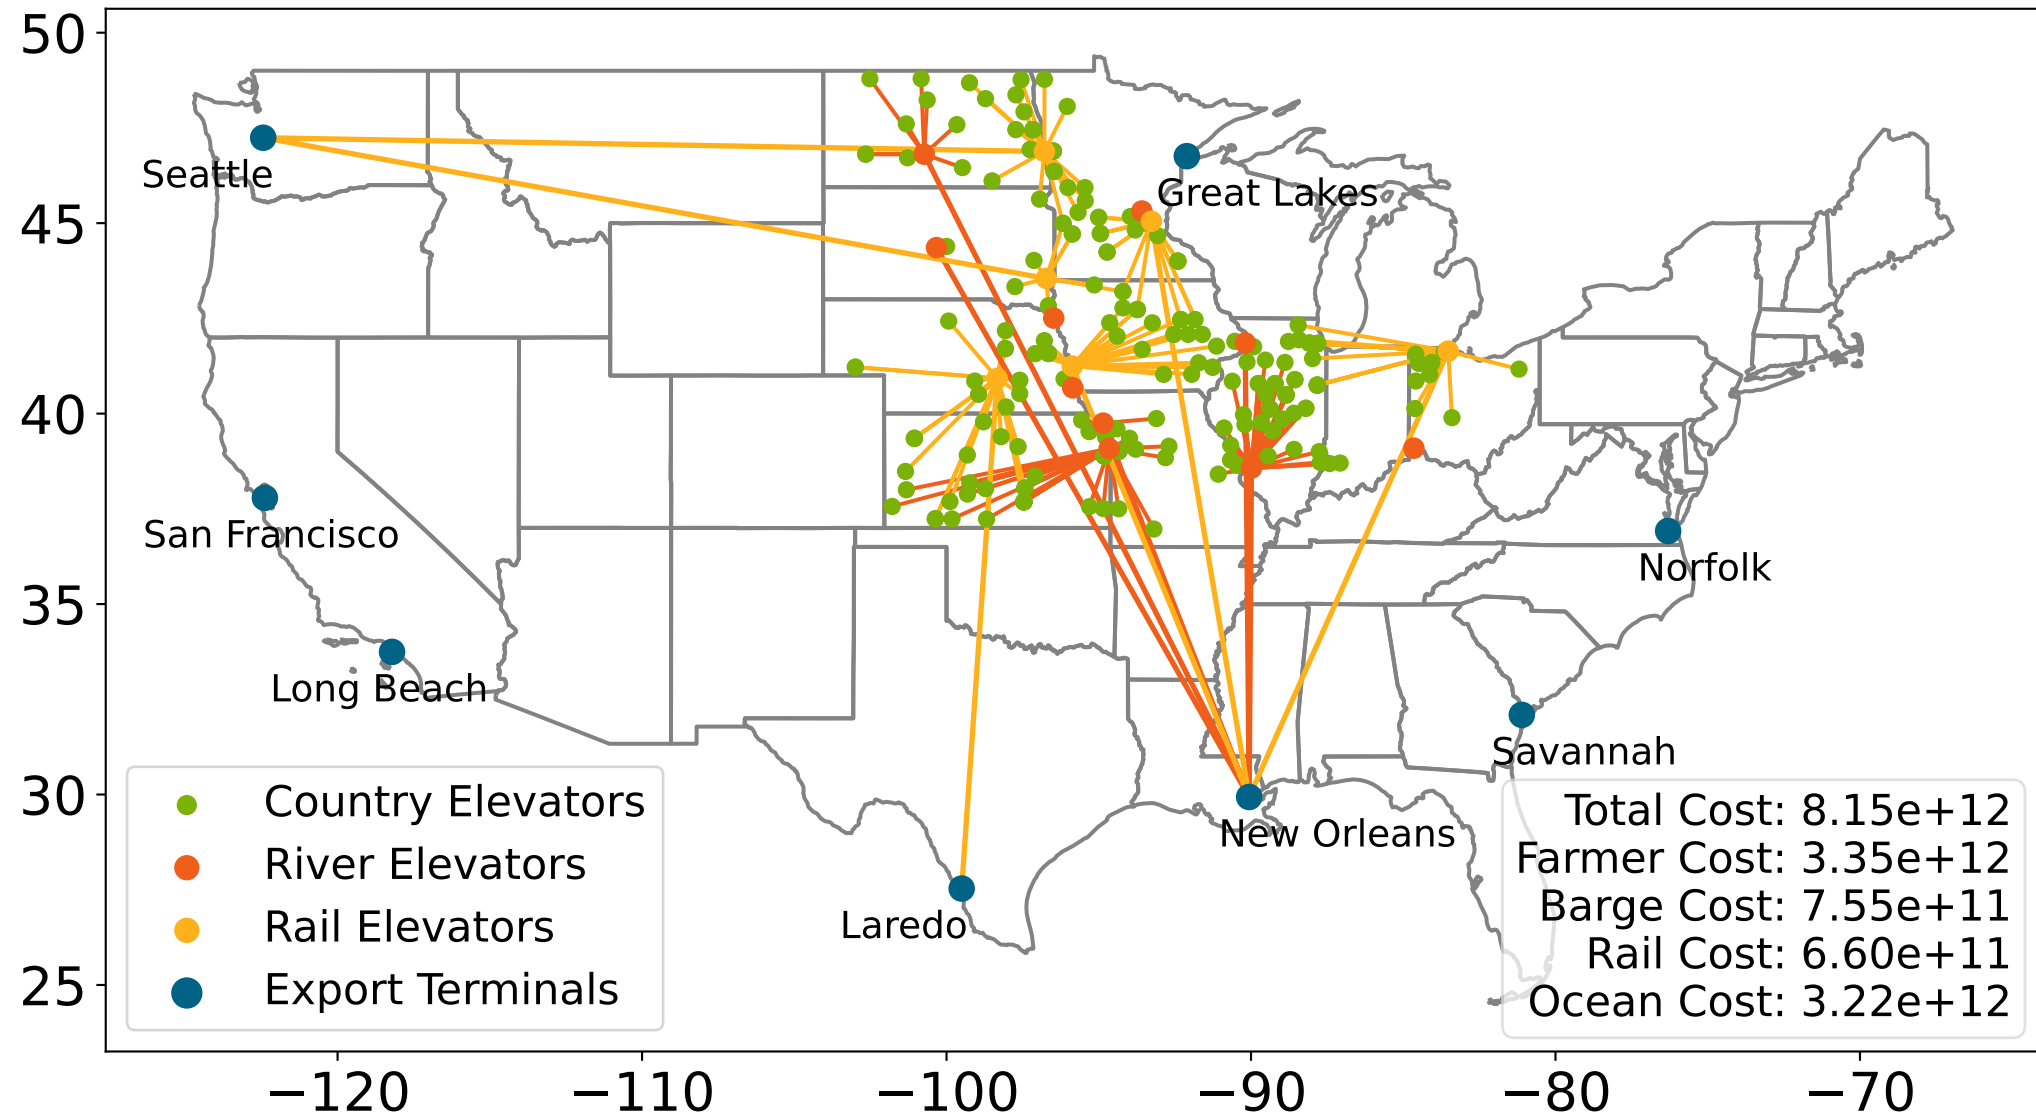 50
45
40
35
30
25
−120
−110
−100
−90
−80
−70
Seattle
Great Lakes
San Francisco
Norfolk
Long Beach
Savannah
New Orleans
Laredo
Country Elevators
River Elevators
Rail Elevators
Export Terminals
Total Cost: 8.15e+12
Farmer Cost: 3.35e+12
Barge Cost: 7.55e+11
Rail Cost: 6.60e+11
Ocean Cost: 3.22e+12